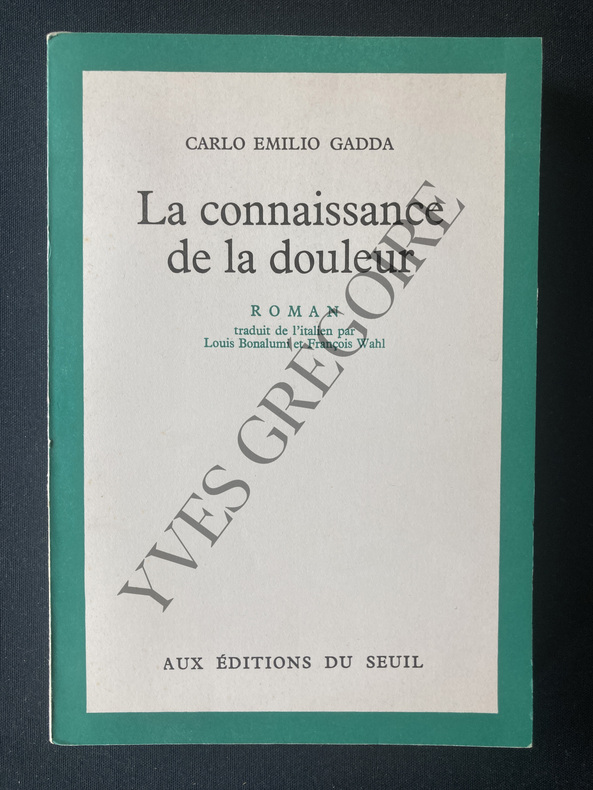 CARLO EMILIO GADDA
La connaissance
de la douleur
ROMAN
traduit de l'italien par
Louis Bonalumi et François Wahl
YVES GRÉGOIRE
AUX ÉDITIONS DU SEUIL